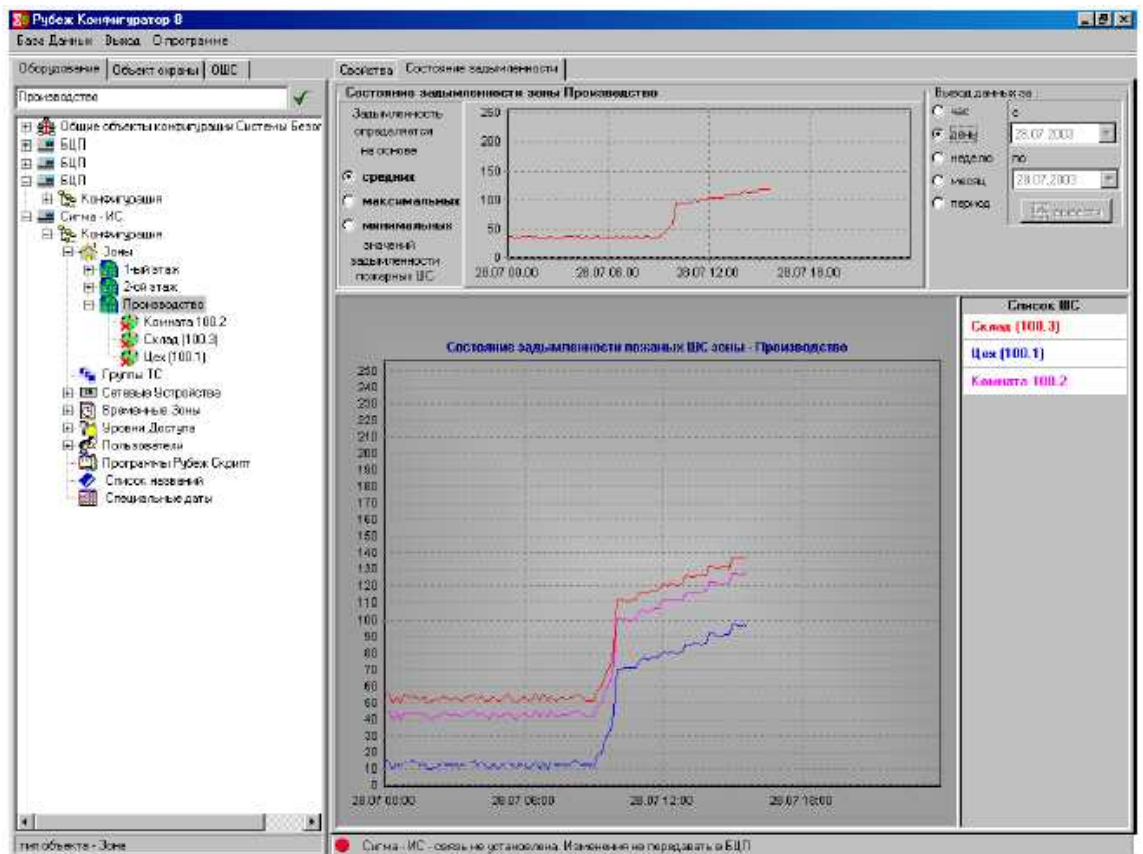 Рубеж Конфигуратор 8
База Данных Выход О программе
Оборудование Объект охраны ОШС
Производство
Общие объекты конфигурации Системы Безоп
БЦП
БЦП
БЦП
Конфигурация
Сигма - ИС
Конфигурация
Зоны
1-ый этаж
2-ой этаж
Производство
Комната 100.2
Склад (100.3)
Цех (100.1)
Группы ТС
Сетевые Устройства
Временные Зоны
Уровни Доступа
Пользователи
Программы Рубеж Скрипт
Список названий
Специальные даты
тип объекта - Зона
Свойства Состояние задымленности
Состояние задымленности зоны Производство
Задымленность
определяется
на основе
средних
максимальных
минимальных
значений
задымленности
пожарных ШС
250
200
150
100
50
0
28.07 00:00 28.07 06:00 28.07 12:00 28.07 18:00
Вывод данных за :
час
день
неделю
месяц
период
с
28.07.2003
по
28.07.2003
Состояние задымленности пожаных ШС зоны - Производство
250
240
230
220
210
200
190
180
170
160
150
140
130
120
110
100
90
80
70
60
50
40
30
20
10
0
28.07 00:00 28.07 06:00 28.07 12:00 28.07 18:00
Список ШС
Склад (100.3)
Цех (100.1)
Комната 100.2
Сигма - ИС - связь не установлена. Изменения не передавать в БЦП